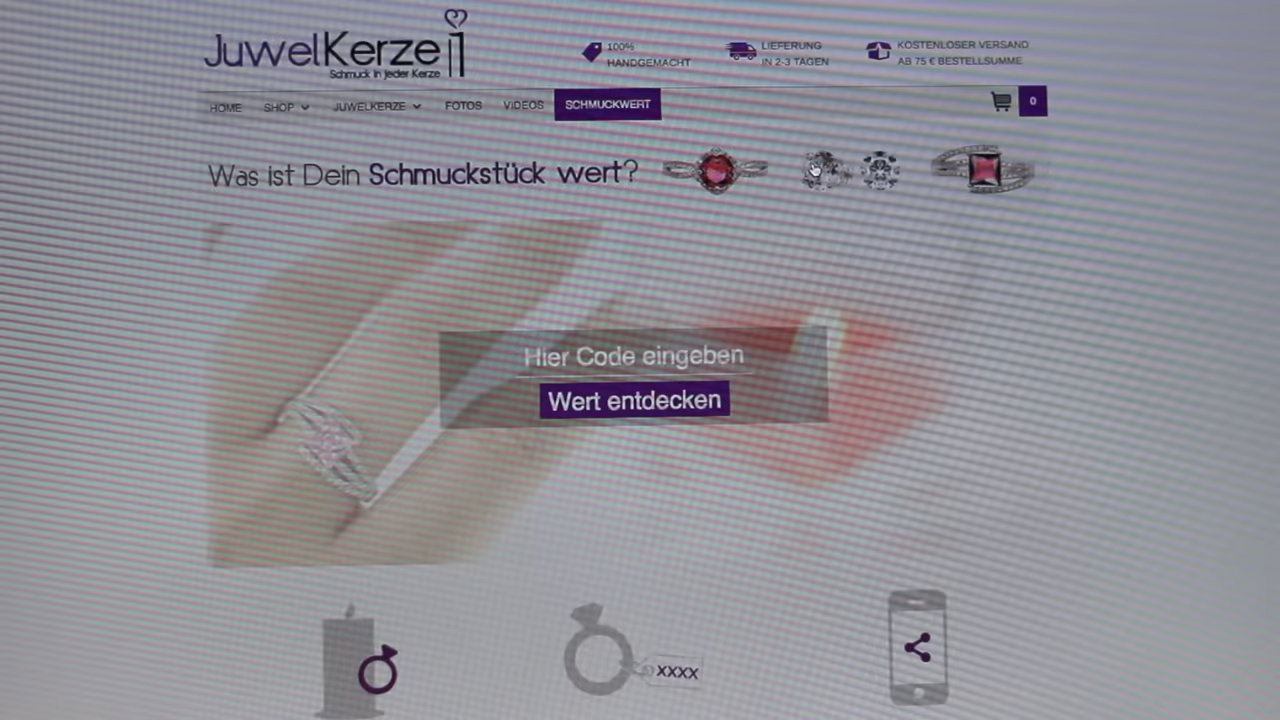 JuwelKerze
Schmuck in jeder Kerze
100%
HANDGEMACHT
LIEFERUNG
IN 2-3 TAGEN
KOSTENLOSER VERSAND
AB 75 € BESTELLSUMME
HOME SHOP JUWELKERZE FOTOS VIDEOS SCHMUCKWERT 0
Was ist Dein Schmuckstück wert?
Hier Code eingeben
Wert entdecken
XXXX